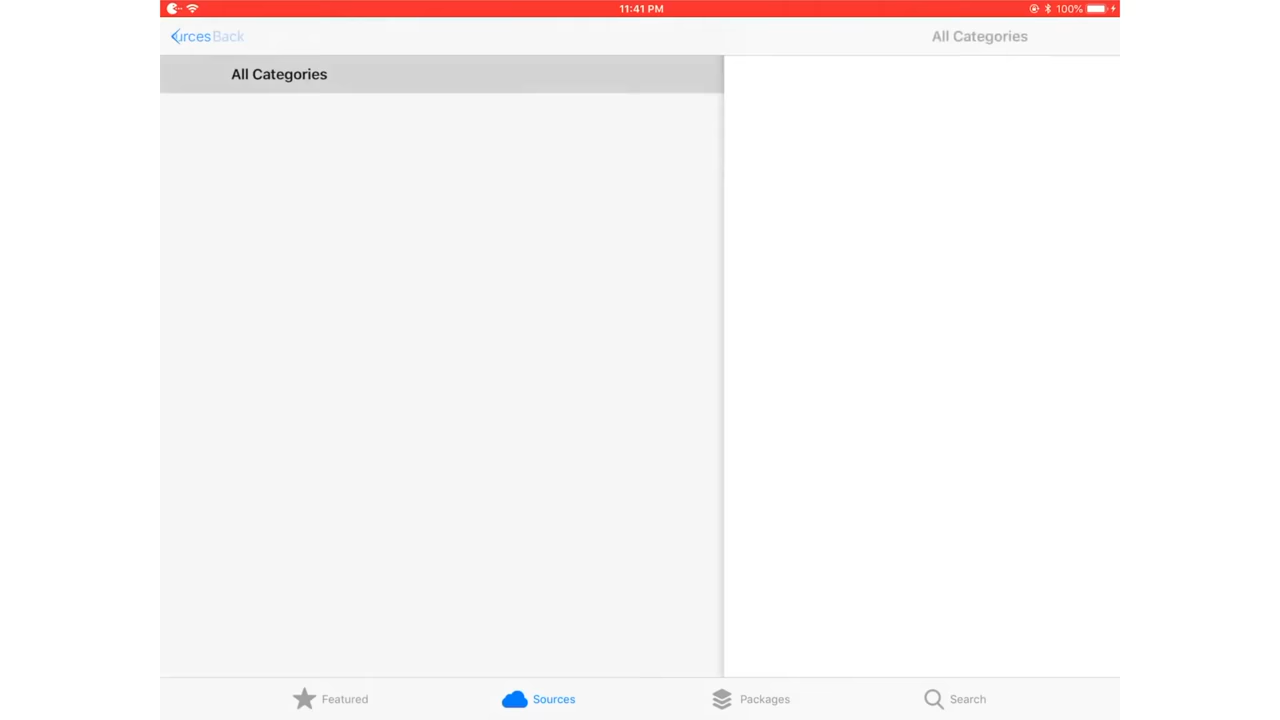 11:41 PM 100%
urces Back All Categories
All Categories
Featured Sources Packages Search